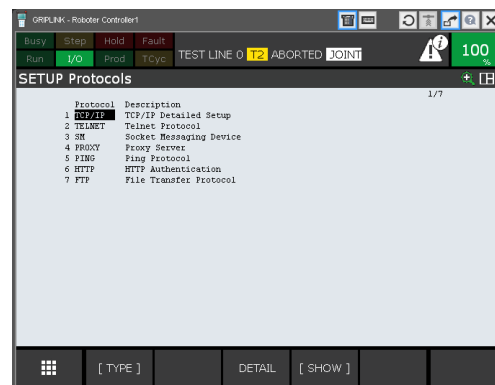 GRIPLINK - Roboter Controller1
Busy Step Hold Fault
Run I/O Prod TCyc
TEST LINE 0 T2 ABORTED JOINT
100
%
SETUP Protocols
1/7
Protocol Description
1 TCP/IP TCP/IP Detailed Setup
2 TELNET Telnet Protocol
3 SM Socket Messaging Device
4 PROXY Proxy Server
5 PING Ping Protocol
6 HTTP HTTP Authentication
7 FTP File Transfer Protocol
[ TYPE ] DETAIL [ SHOW ]